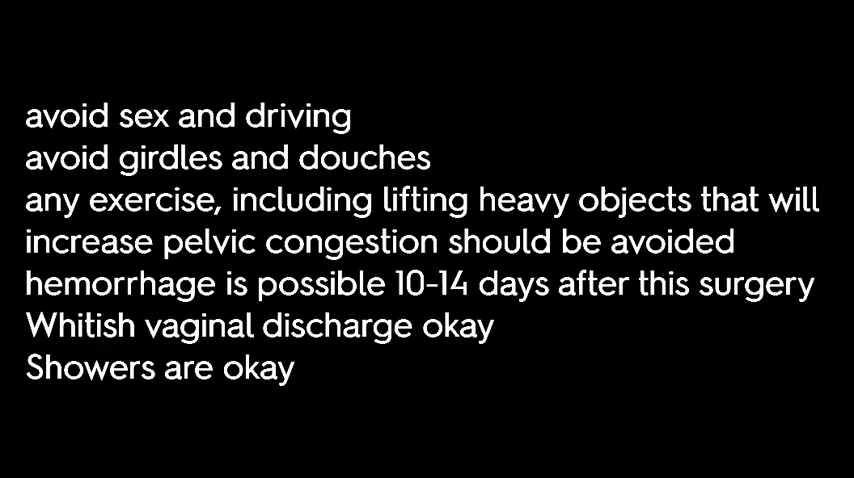 avoid sex and driving
avoid girdles and douches
any exercise, including lifting heavy objects that will
increase pelvic congestion should be avoided
hemorrhage is possible 10-14 days after this surgery
Whitish vaginal discharge okay
Showers are okay